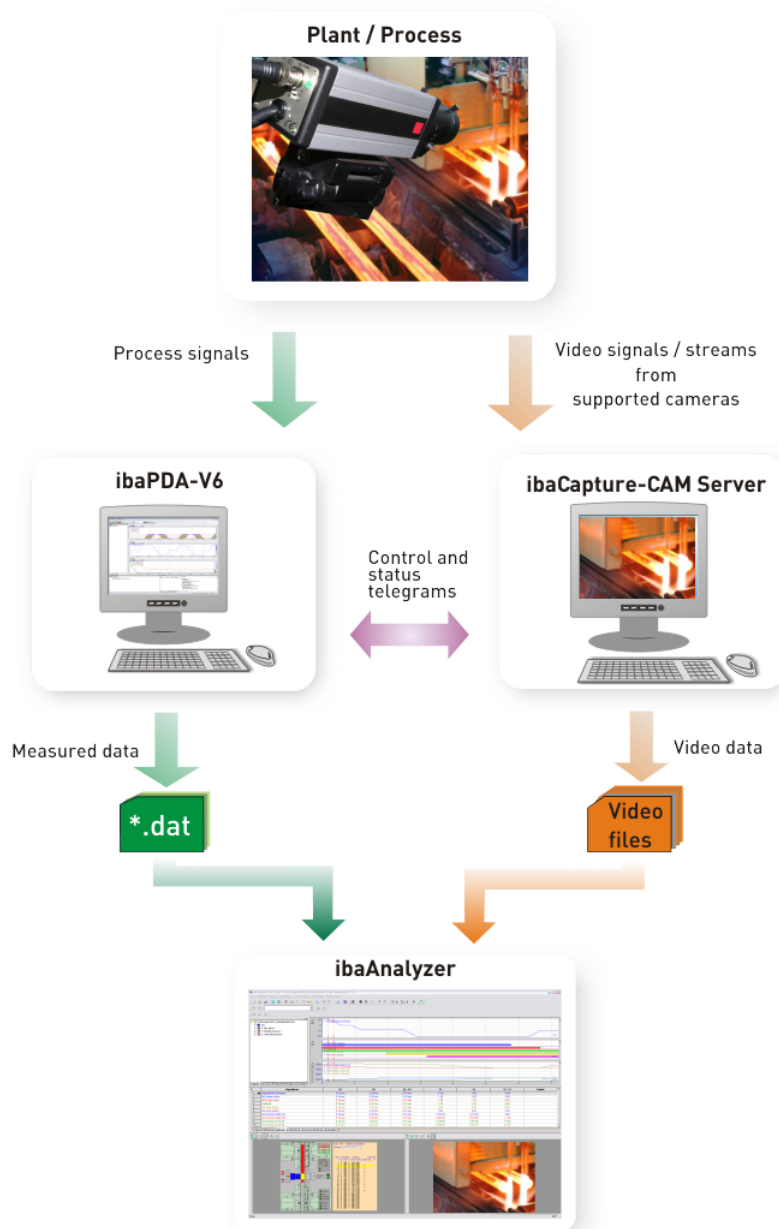 Plant / Process
Process signals
Video signals / streams
from
supported cameras
ibaPDA-V6
ibaCapture-CAM Server
Control and
status
telegrams
Measured data
Video data
*.dat
Video
files
ibaAnalyzer